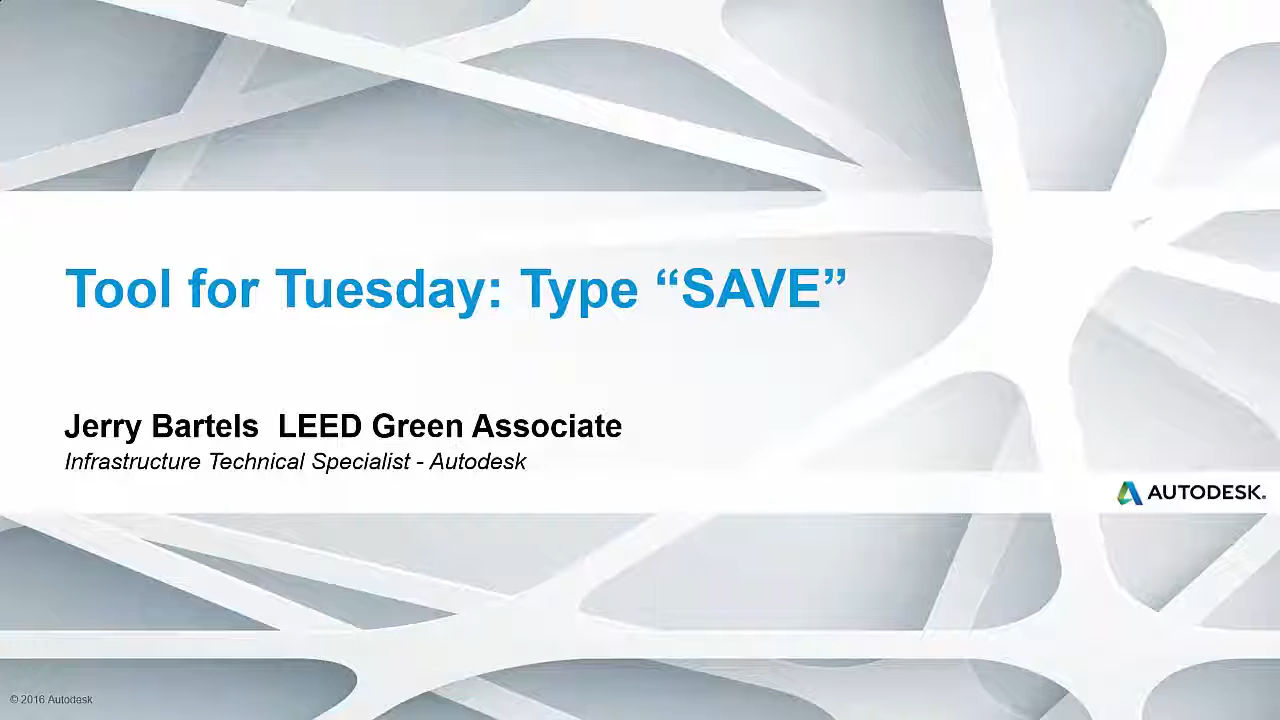 Tool for Tuesday: Type “SAVE”
Jerry Bartels  LEED Green Associate
Infrastructure Technical Specialist - Autodesk
AUTODESK.
© 2016 Autodesk